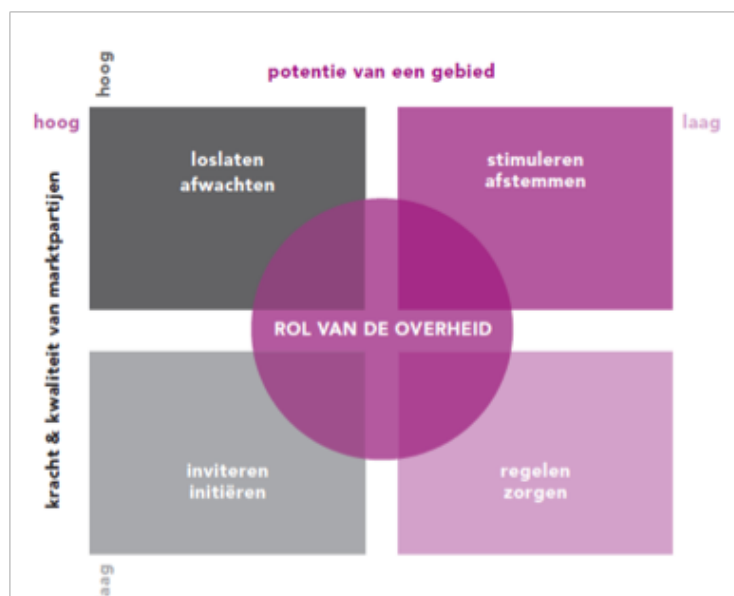 hoog
potentie van een gebied
hoog
laag
loslaten
afwachten
stimuleren
afstemmen
kracht & kwaliteit van marktpartijen
ROL VAN DE OVERHEID
inviteren
initiëren
regelen
zorgen
aag